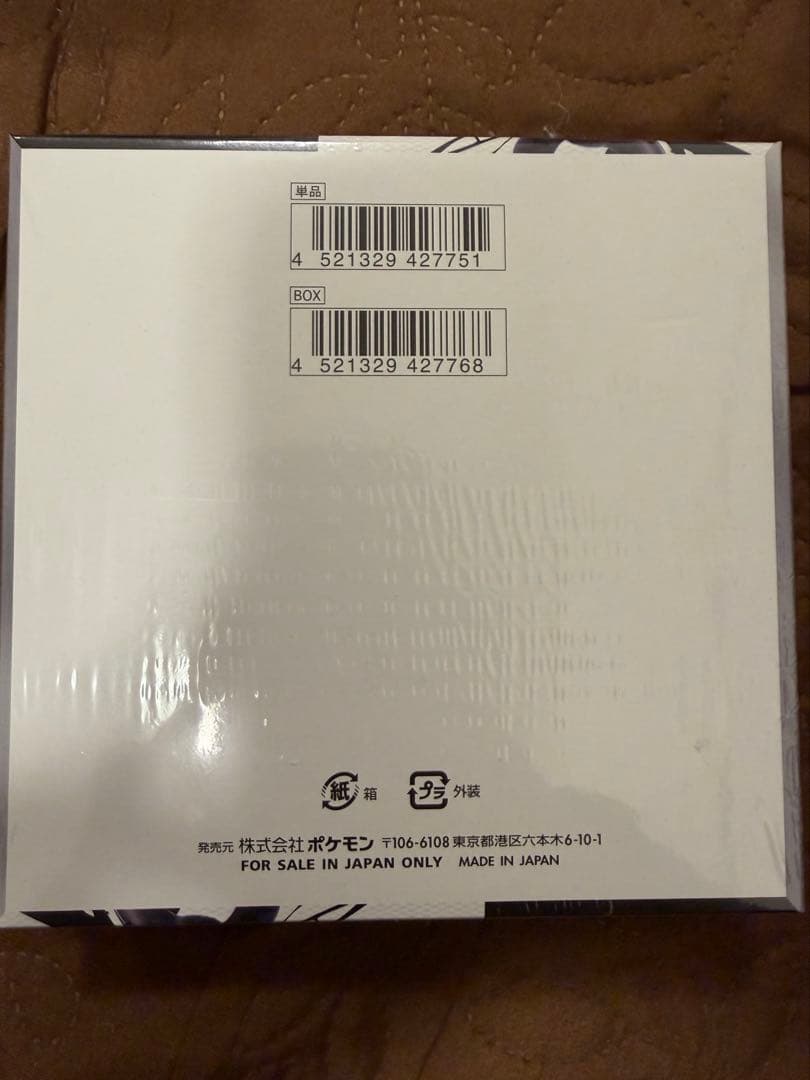 単品
4 521329 427751
BOX
4 521329 427768
紙 箱 プラ 外装
発売元 株式会社ポケモン 〒106-6108 東京都港区六本木6-10-1
FOR SALE IN JAPAN ONLY MADE IN JAPAN